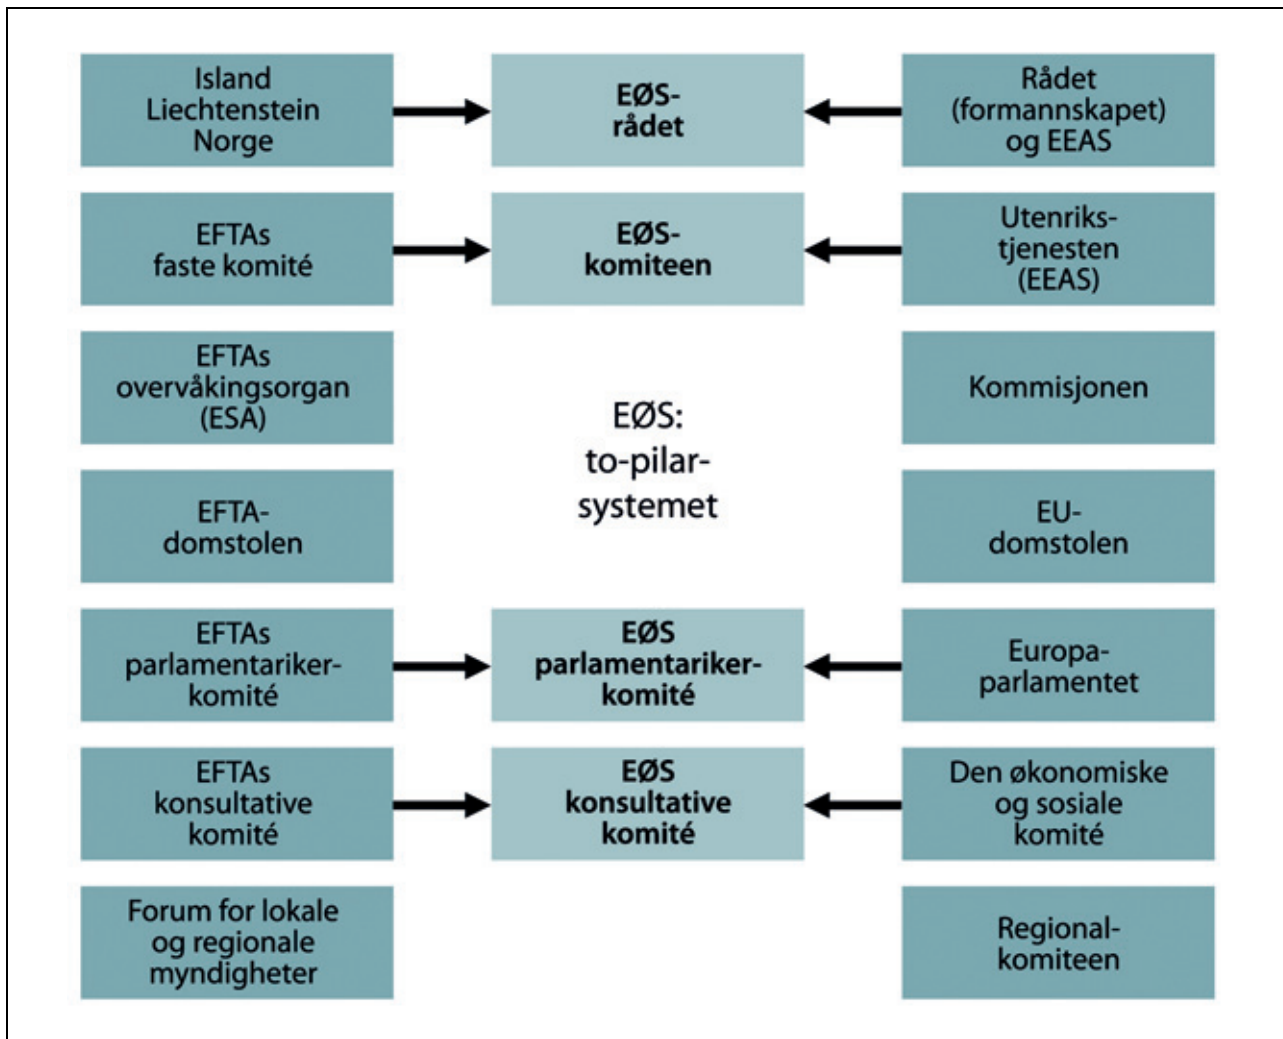 Island
Liechtenstein
Norge
EØS-
rådet
Rådet
(formannskapet)
og EEAS
EFTAs
faste komité
EØS-
komiteen
Utenriks-
tjenesten
(EEAS)
EFTAs
overvåkingsorgan
(ESA)
EØS:
to-pilar-
systemet
Kommisjonen
EFTA-
domstolen
EU-
domstolen
EFTAs
parlamentariker-
komité
EØS
parlamentariker-
komité
Europa-
parlamentet
EFTAs
konsultative
komité
EØS
konsultative
komité
Den økonomiske
og sosiale
komité
Forum for lokale
og regionale
myndigheter
Regional-
komiteen